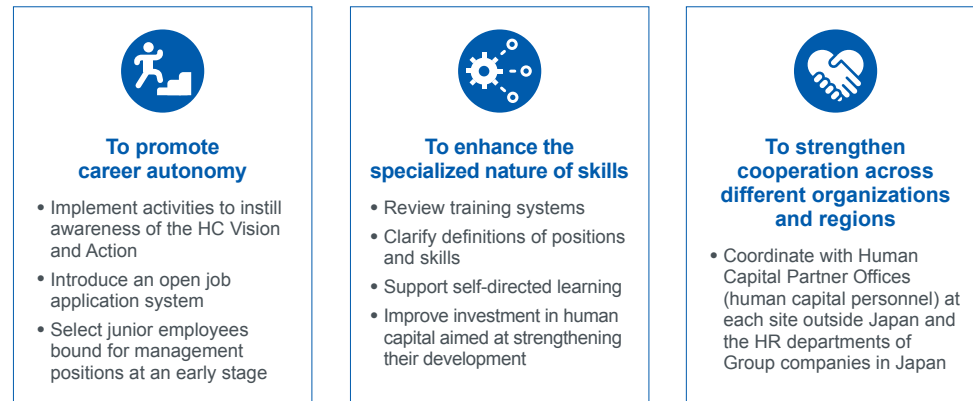 To promote
career autonomy
• Implement activities to instill
awareness of the HC Vision
and Action
• Introduce an open job
application system
• Select junior employees
bound for management
positions at an early stage
To enhance the
specialized nature of skills
• Review training systems
• Clarify definitions of positions
and skills
• Support self-directed learning
• Improve investment in human
capital aimed at strengthening
their development
To strengthen
cooperation across
different organizations
and regions
• Coordinate with Human
Capital Partner Offices
(human capital personnel) at
each site outside Japan and
the HR departments of
Group companies in Japan